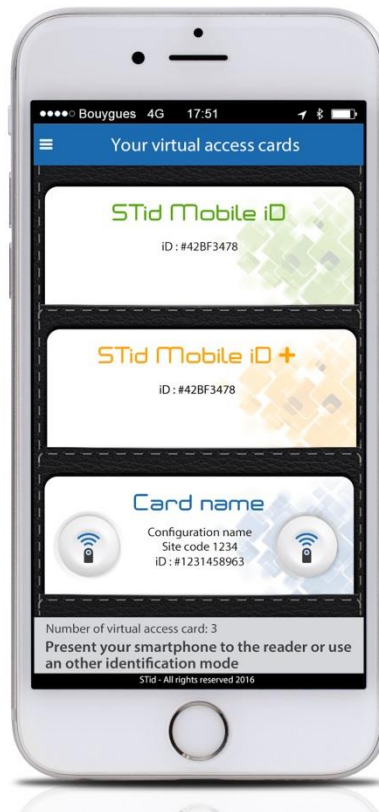 Bouygues 4G 17:51
Your virtual access cards
STid Mobile iD
iD : #42BF3478
STid Mobile iD +
iD : #42BF3478
Card name
Configuration name
Site code 1234
iD : #1231458963
Number of virtual access card: 3
Present your smartphone to the reader or use
an other identification mode
STid - All rights reserved 2016